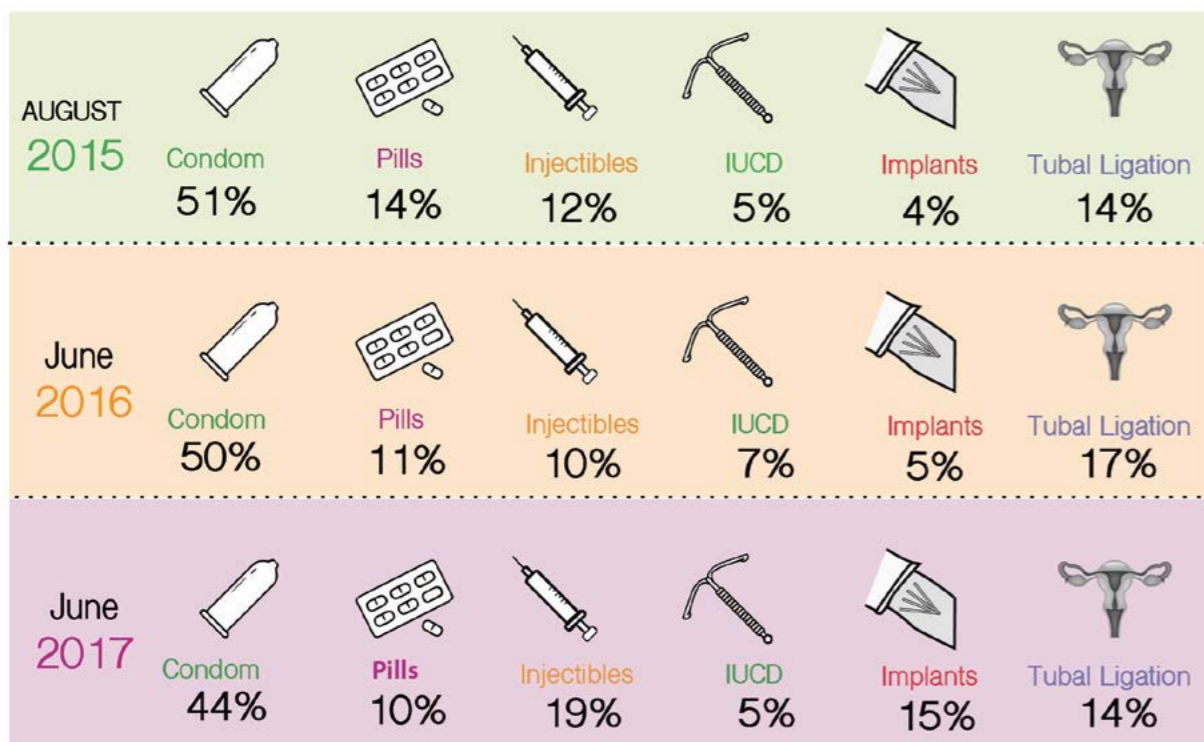 AUGUST
2015
Condom Pills Injectibles IUCD Implants Tubal Ligation
51% 14% 12% 5% 4% 14%
June
2016
Condom Pills Injectibles IUCD Implants Tubal Ligation
50% 11% 10% 7% 5% 17%
June
2017
Condom Pills Injectibles IUCD Implants Tubal Ligation
44% 10% 19% 5% 15% 14%